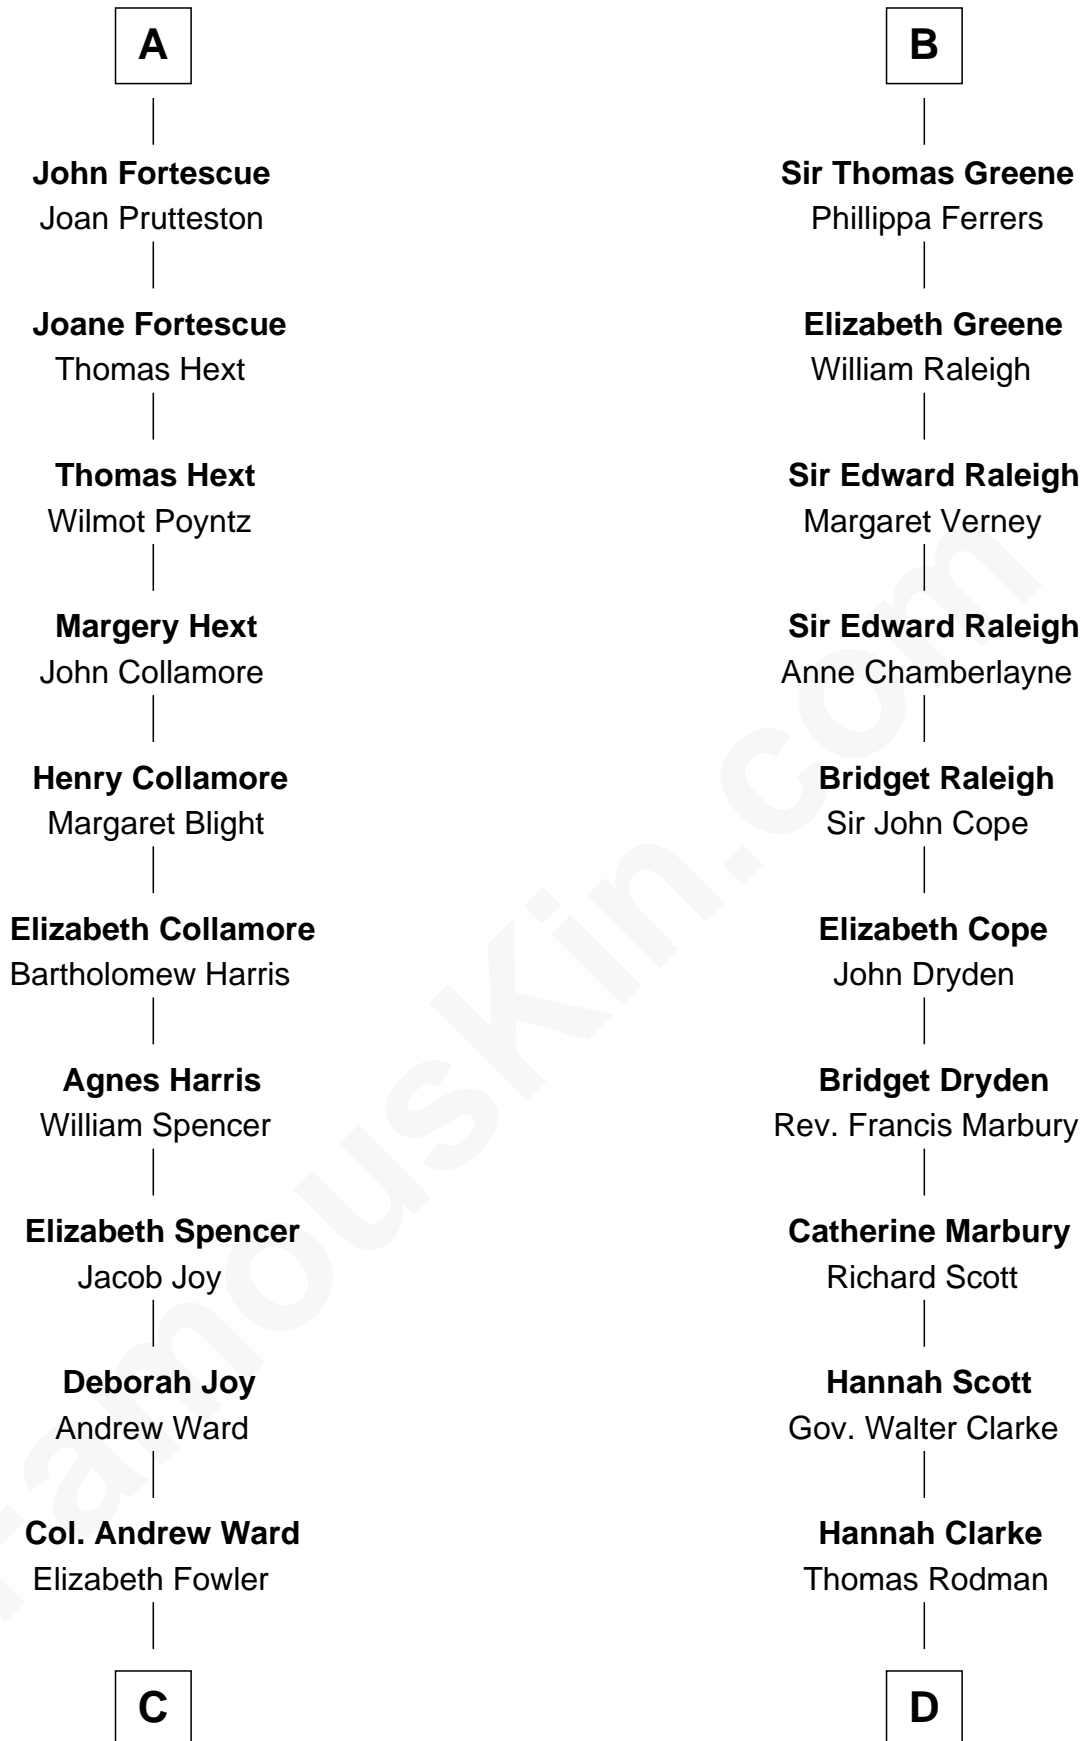 A
John Fortescue
Joan Prutteston
Joane Fortescue
Thomas Hext
Thomas Hext
Wilmot Poyntz
Margery Hext
John Collamore
Henry Collamore
Margaret Blight
Elizabeth Collamore
Bartholomew Harris
Agnes Harris
William Spencer
Elizabeth Spencer
Jacob Joy
Deborah Joy
Andrew Ward
Col. Andrew Ward
Elizabeth Fowler
C
B
Sir Thomas Greene
Phillippa Ferrers
Elizabeth Greene
William Raleigh
Sir Edward Raleigh
Margaret Verney
Sir Edward Raleigh
Anne Chamberlayne
Bridget Raleigh
Sir John Cope
Elizabeth Cope
John Dryden
Bridget Dryden
Rev. Francis Marbury
Catherine Marbury
Richard Scott
Hannah Scott
Gov. Walter Clarke
Hannah Clarke
Thomas Rodman
D
FamousKin.com